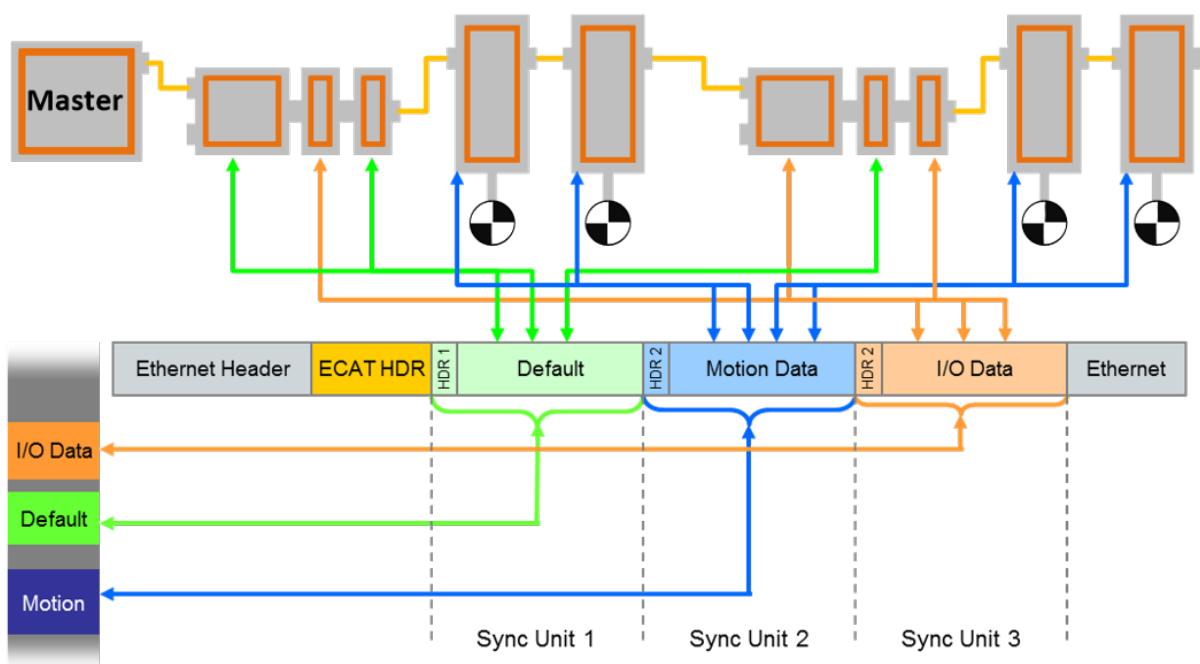 Master
Ethernet Header
ECAT HDR
HDR 1
Default
HDR 2
Motion Data
HDR 2
I/O Data
Ethernet
I/O Data
Default
Motion
Sync Unit 1
Sync Unit 2
Sync Unit 3